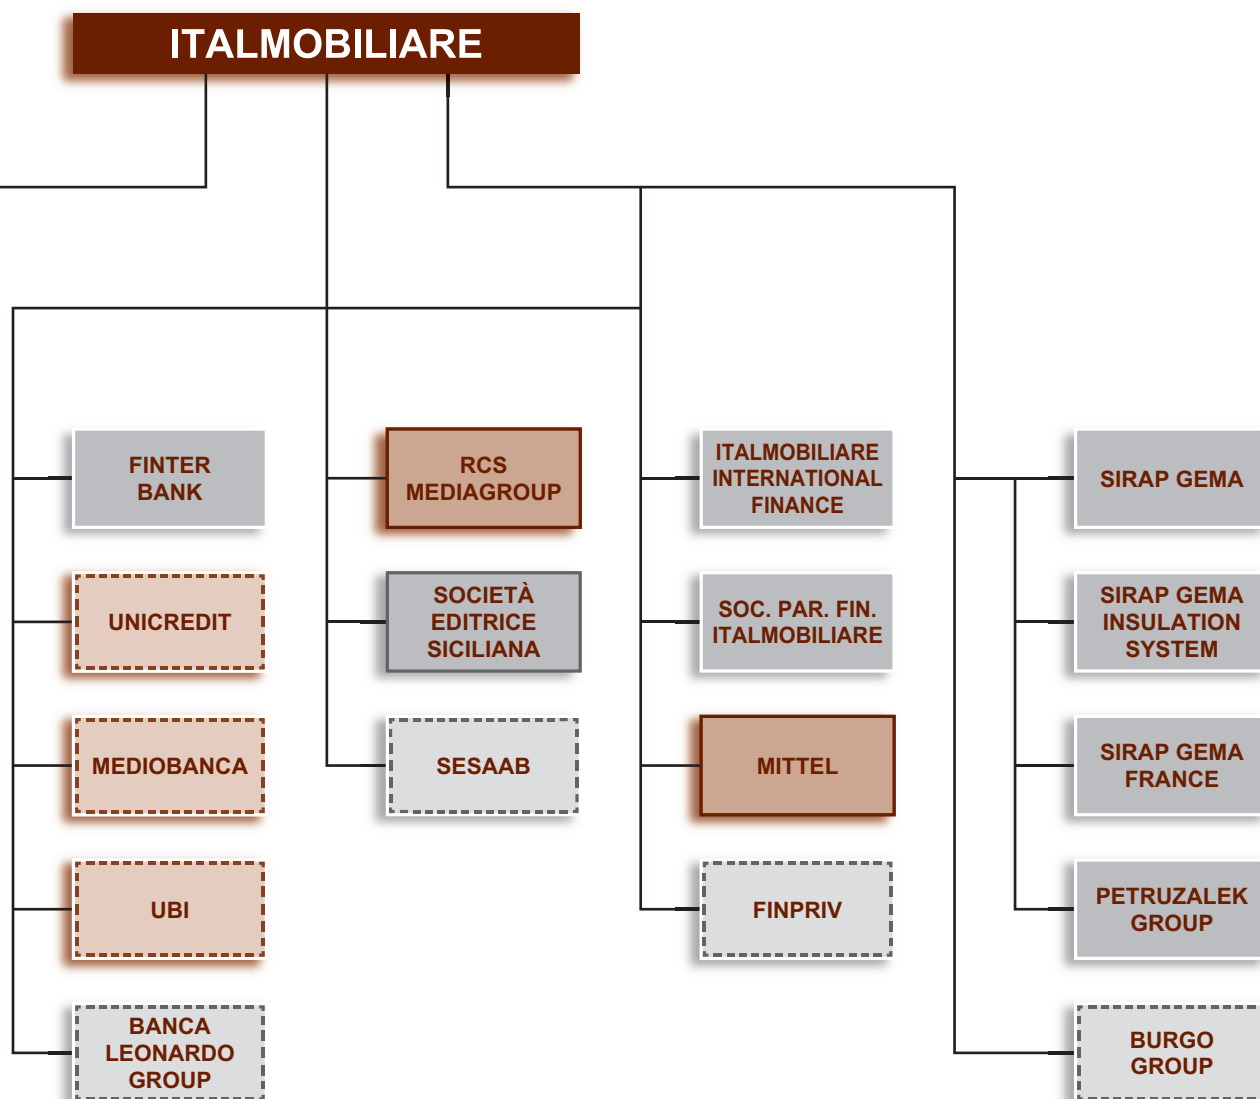 ITALMOBILIARE
FINTER
BANK
UNICREDIT
MEDIOBANCA
UBI
BANCA
LEONARDO
GROUP
RCS
MEDIAGROUP
SOCIETÀ
EDITRICE
SICILIANA
SESAAB
ITALMOBILIARE
INTERNATIONAL
FINANCE
SOC. PAR. FIN.
ITALMOBILIARE
MITTEL
FINPRIV
SIRAP GEMA
SIRAP GEMA
INSULATION
SYSTEM
SIRAP GEMA
FRANCE
PETRUZALEK
GROUP
BURGO
GROUP